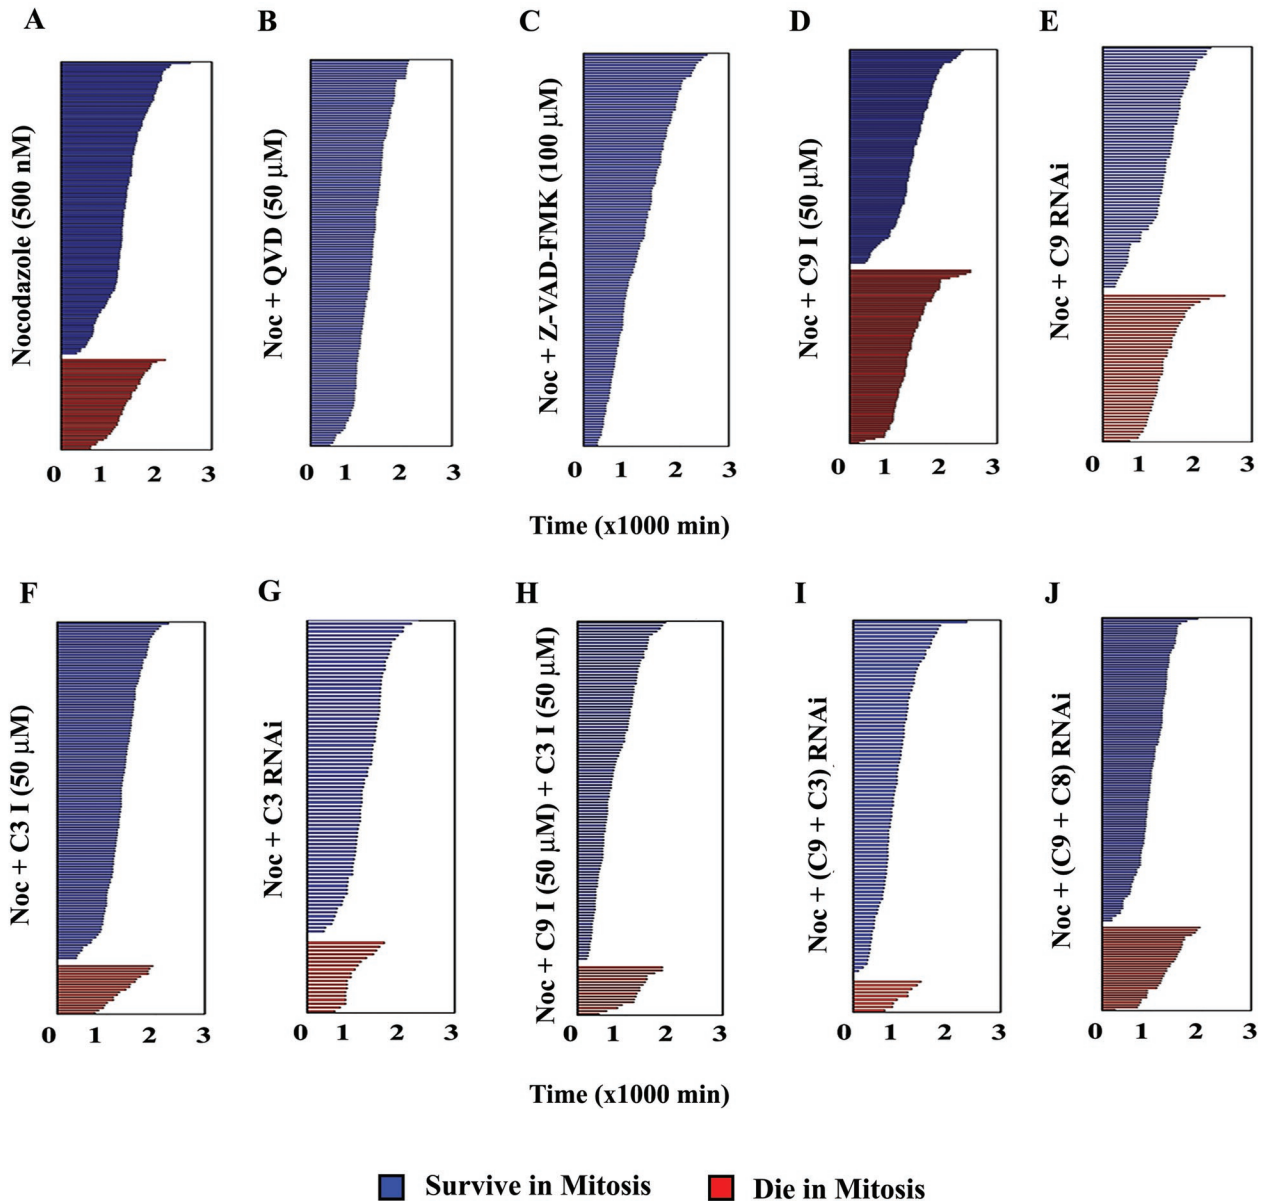 A
B
C
D
E
Nocodazole (500 nM)
Noc + QVD (50 µM)
Noc + Z-VAD-FMK (100 µM)
Noc + C9 I (50 µM)
Noc + C9 RNAi
0 1 2 3
0 1 2 3
0 1 2 3
0 1 2 3
0 1 2 3
Time (x1000 min)
F
G
H
I
J
Noc + C3 I (50 µM)
Noc + C3 RNAi
Noc + C9 I (50 µM) + C3 I (50 µM)
Noc + (C9 + C3) RNAi
Noc + (C9 + C8) RNAi
0 1 2 3
0 1 2 3
0 1 2 3
0 1 2 3
0 1 2 3
Time (x1000 min)
Survive in Mitosis
Die in Mitosis